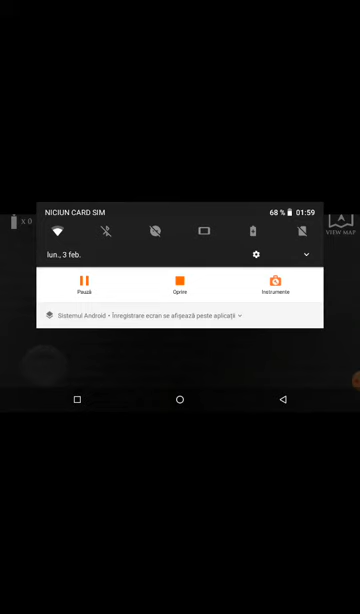 NICIUN CARD SIM 68 % 01:59
x 0
VIEW MAP
lun., 3 feb.
Pauză Oprire Instrumente
Sistemul Android • Înregistrare ecran se afișează peste aplicații